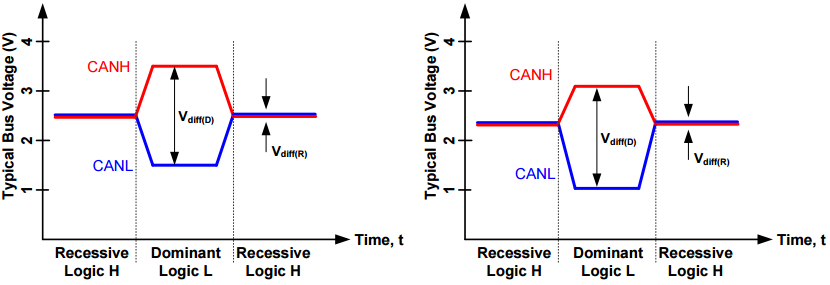 Typical Bus Voltage (V)
4
3
2
1
CANH
CANL
Vdiff(D)
Vdiff(R)
Time, t
Recessive
Logic H
Dominant
Logic L
Recessive
Logic H
Typical Bus Voltage (V)
4
3
2
1
CANH
CANL
Vdiff(D)
Vdiff(R)
Time, t
Recessive
Logic H
Dominant
Logic L
Recessive
Logic H